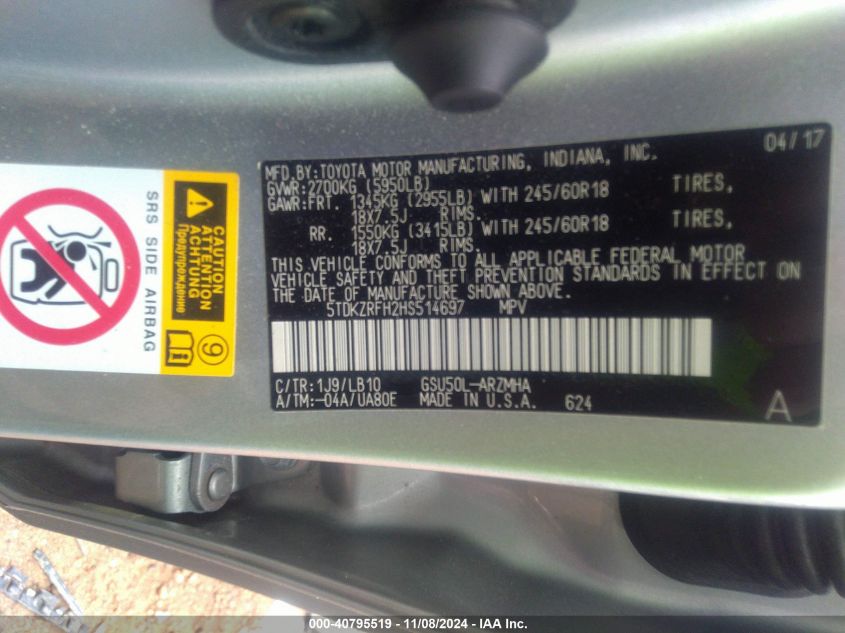 SRS SIDE AIRBAG
CAUTION
ATTENTION
ACHTUNG
Предупреждение
9
MFD.BY:TOYOTA MOTOR MANUFACTURING, INDIANA, INC. 04/17
GVWR:2700KG (5950LB)
GAWR:FRT. 1345KG (2955LB) WITH 245/60R18 TIRES,
18X7.5J RIMS.
RR. 1550KG (3415LB) WITH 245/60R18 TIRES,
18X7.5J RIMS.
THIS VEHICLE CONFORMS TO ALL APPLICABLE FEDERAL MOTOR
VEHICLE SAFETY AND THEFT PREVENTION STANDARDS IN EFFECT ON
THE DATE OF MANUFACTURE SHOWN ABOVE.
5TDKZRFH2HS514697 MPV
C/TR:1J9/LB10 GSU50L-ARZMHA
A/TM:-04A/UA80E MADE IN U.S.A. 624
A
000-40795519 - 11/08/2024 - IAA Inc.